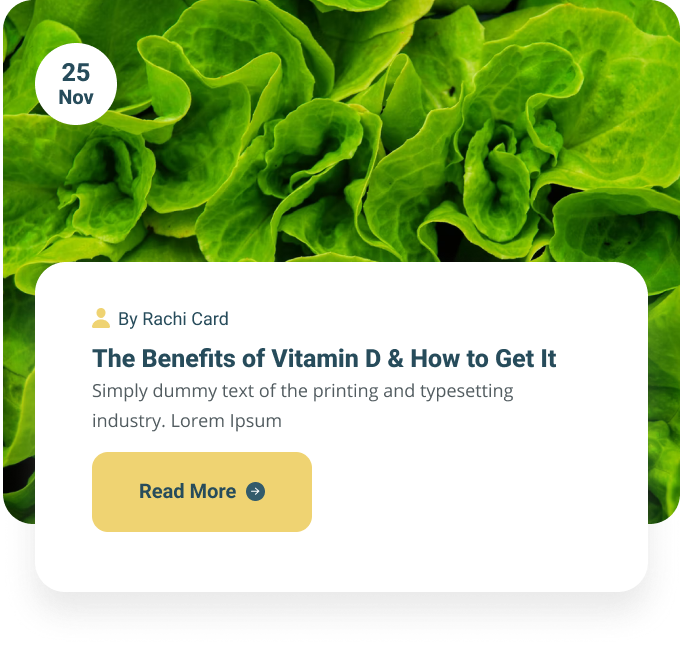 25
Nov
By Rachi Card
The Benefits of Vitamin D & How to Get It
Simply dummy text of the printing and typesetting
industry. Lorem Ipsum
Read More